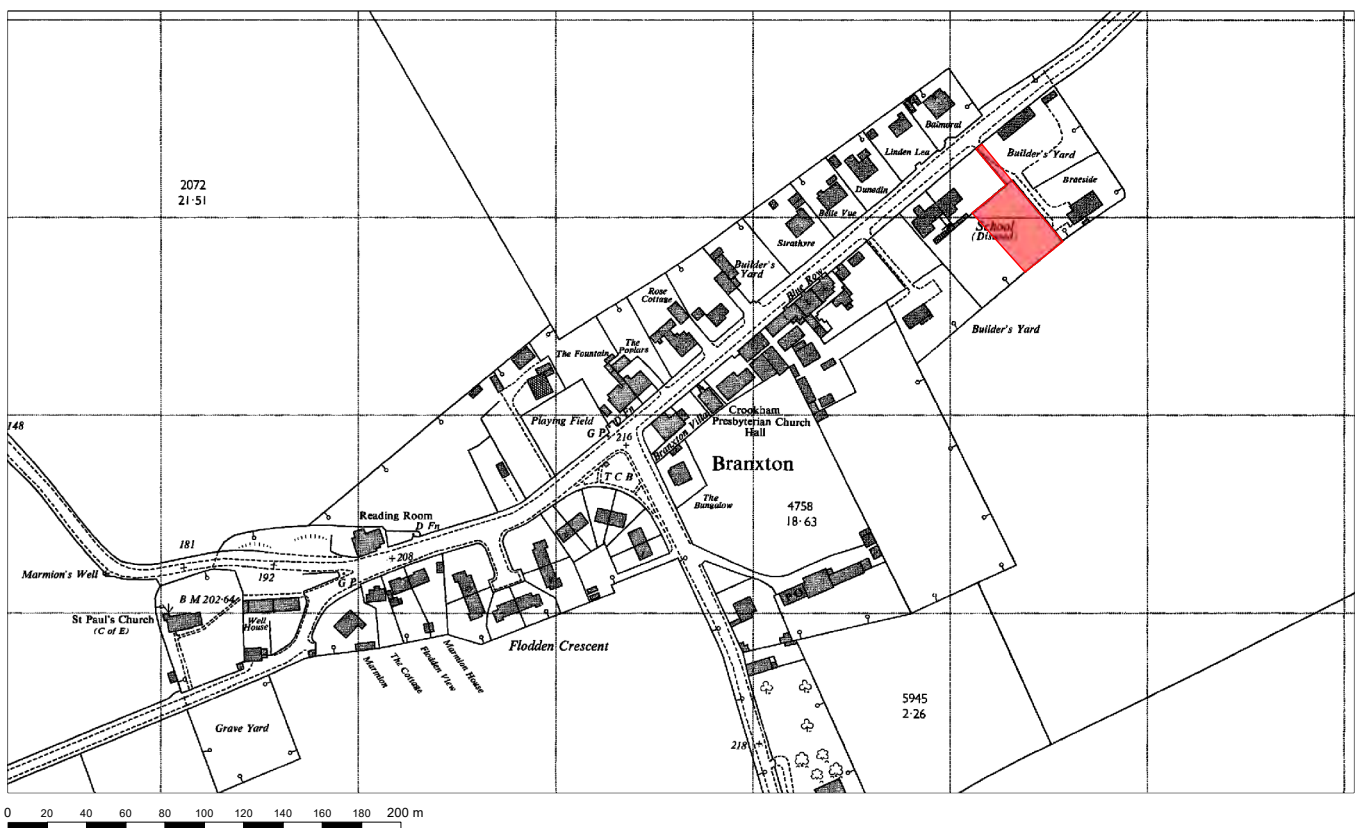 2072
21·51
Balmoral
Linden Lea
Dunedin
Belle Vue
Strathyre
Builder's Yard
Braeside
School
(Disused)
Builder's
Yard
Blue Row
Rose
Cottage
Builder's Yard
The
Poplars
The Fountain
Playing Field
G P
D Fn
216
Branxton Villa
Crookham
Presbyterian Church
Hall
148
Branxton
T C B
The
Bungalow
4758
18·63
Reading Room
D Fn
181
208
Marmion's Well
192
G P
B M 202·64
St Paul's Church
(C of E)
Well
House
P O
Flodden Crescent
Marmion
The Cottage
Flodden View
Marmion House
5945
2·26
Grave Yard
218
0 20 40 60 80 100 120 140 160 180 200 m